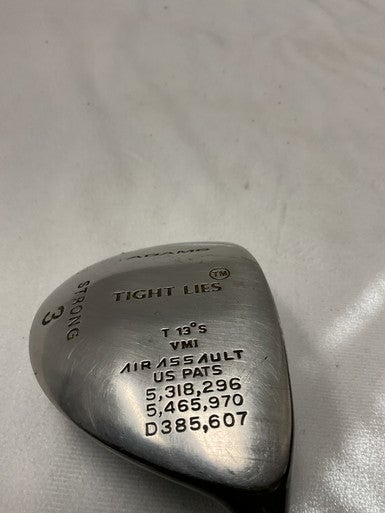 ADAMS
TIGHT LIES TM
T 13°S
VMI
AIR ASSAULT
US PATS
5,318,296
5,465,970
D385,607
STRONG
3